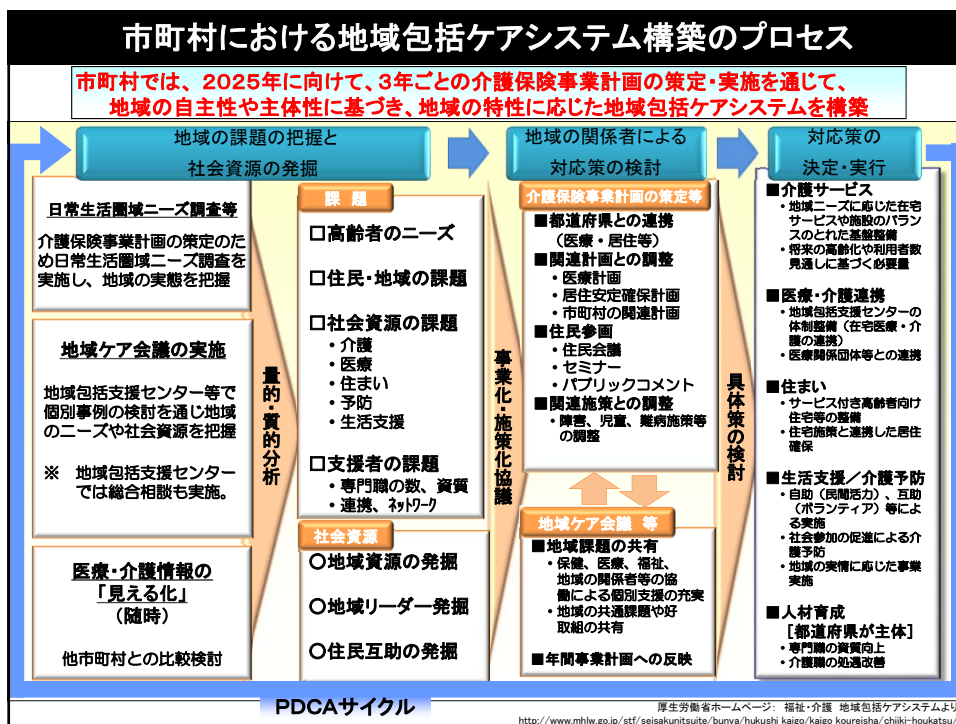 市町村における地域包括ケアシステム構築のプロセス
市町村では、2025年に向けて、3年ごとの介護保険事業計画の策定・実施を通じて、
地域の自主性や主体性に基づき、地域の特性に応じた地域包括ケアシステムを構築
地域の課題の把握と
社会資源の発掘
日常生活圏域ニーズ調査等
介護保険事業計画の策定のた
め日常生活圏域ニーズ調査を
実施し、地域の実態を把握
地域ケア会議の実施
地域包括支援センター等で
個別事例の検討を通じ地域
のニーズや社会資源を把握
※ 地域包括支援センター
では総合相談も実施。
医療・介護情報の
「見える化」
(随時)
他市町村との比較検討
量的・質的分析
課 題
□高齢者のニーズ
□住民・地域の課題
□社会資源の課題
・介護
・医療
・住まい
・予防
・生活支援
□支援者の課題
・専門職の数、資質
・連携、ネットワーク
社会資源
○地域資源の発掘
○地域リーダー発掘
○住民互助の発掘
事業化・施策化協議
地域の関係者による
対応策の検討
介護保険事業計画の策定等
■都道府県との連携
(医療・居住等)
■関連計画との調整
・医療計画
・居住安定確保計画
・市町村の関連計画
■住民参画
・住民会議
・セミナー
・パブリックコメント
■関連施策との調整
・障害、児童、難病施策等
の調整
地域ケア会議 等
■地域課題の共有
・保健、医療、福祉、
地域の関係者等の協
働による個別支援の充実
・地域の共通課題や好
取組の共有
■年間事業計画への反映
具体策の検討
対応策の
決定・実行
■介護サービス
・地域ニーズに応じた在宅
サービスや施設のバランス
のとれた基盤整備
・将来の高齢化や利用者数
見通しに基づく必要量
■医療・介護連携
・地域包括支援センターの
体制整備(在宅医療・介
護の連携)
・医療関係団体等との連携
■住まい
・サービス付き高齢者向け
住宅等の整備
・住宅施策と連携した居住
確保
■生活支援/介護予防
・自助(民間活力)、互助
(ボランティア)等によ
る実施
・社会参加の促進による介
護予防
・地域の実情に応じた事業
実施
■人材育成
[都道府県が主体]
・専門職の資質向上
・介護職の処遇改善
PDCAサイクル
厚生労働省ホームページ: 福祉・介護 地域包括ケアシステムより
http://www.mhlw.go.jp/stf/seisakunitsuite/bunya/hukushi_kaigo/kaigo_koureisha/chiiki-houkatsu/